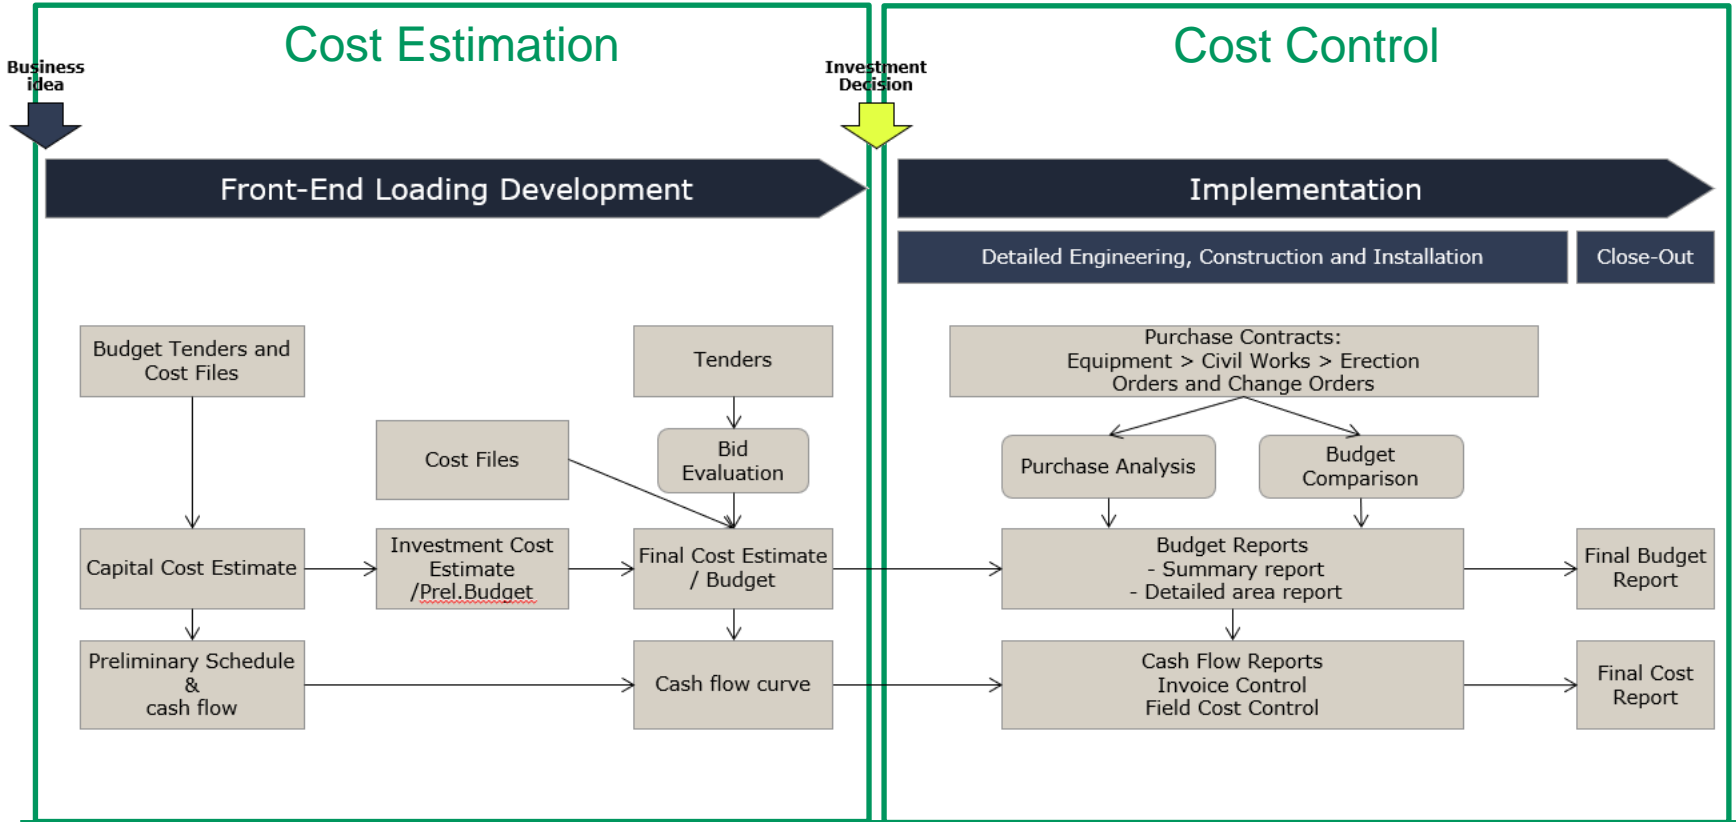 Cost Estimation
Cost Control
Business
idea
Investment
Decision
Front-End Loading Development
Implementation
Detailed Engineering, Construction and Installation
Close-Out
Budget Tenders and
Cost Files
Tenders
Purchase Contracts:
Equipment > Civil Works > Erection
Orders and Change Orders
Cost Files
Bid
Evaluation
Purchase Analysis
Budget
Comparison
Capital Cost Estimate
Investment Cost
Estimate
/Prel.Budget
Final Cost Estimate
/ Budget
Budget Reports
- Summary report
- Detailed area report
Final Budget
Report
Preliminary Schedule
&
cash flow
Cash flow curve
Cash Flow Reports
Invoice Control
Field Cost Control
Final Cost
Report